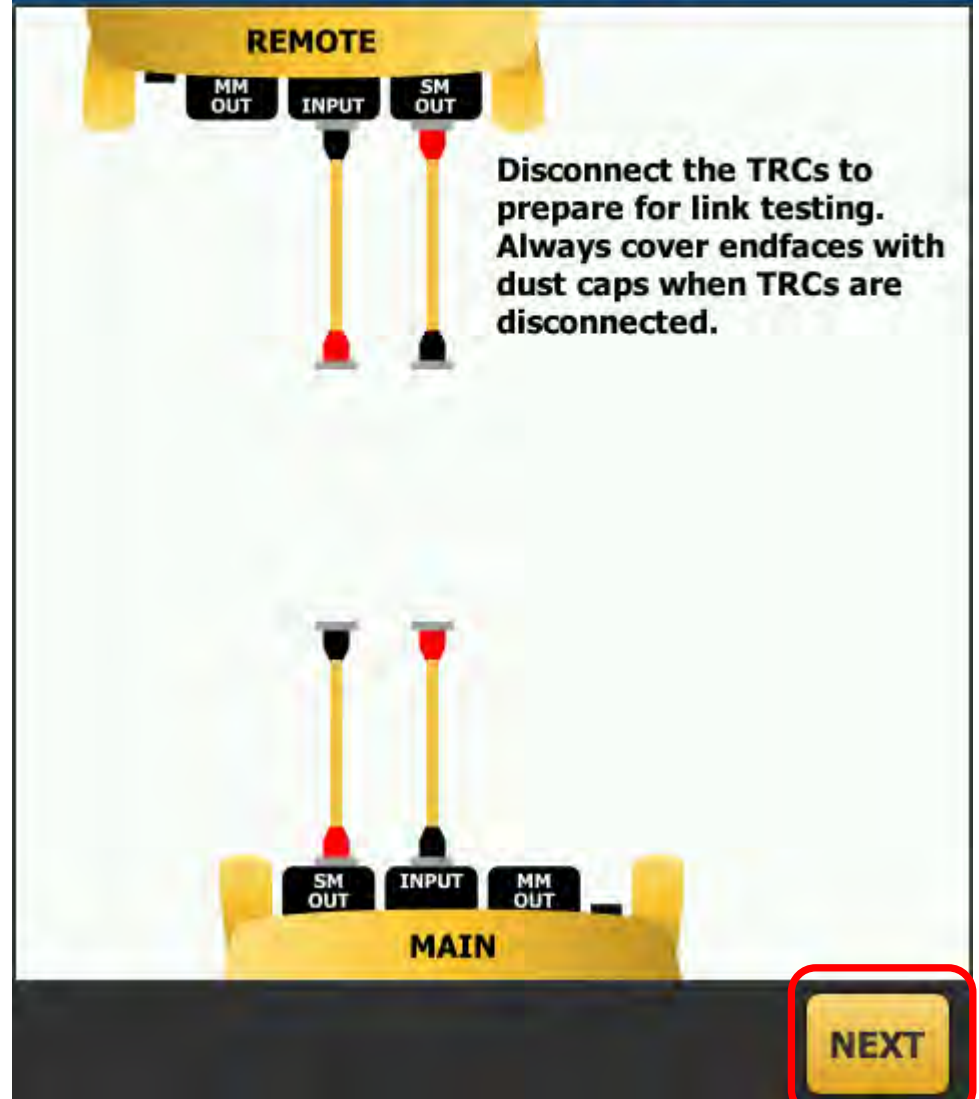 REMOTE
MM
OUT
INPUT
SM
OUT
Disconnect the TRCs to
prepare for link testing.
Always cover endfaces with
dust caps when TRCs are
disconnected.
SM
OUT
INPUT
MM
OUT
MAIN
NEXT